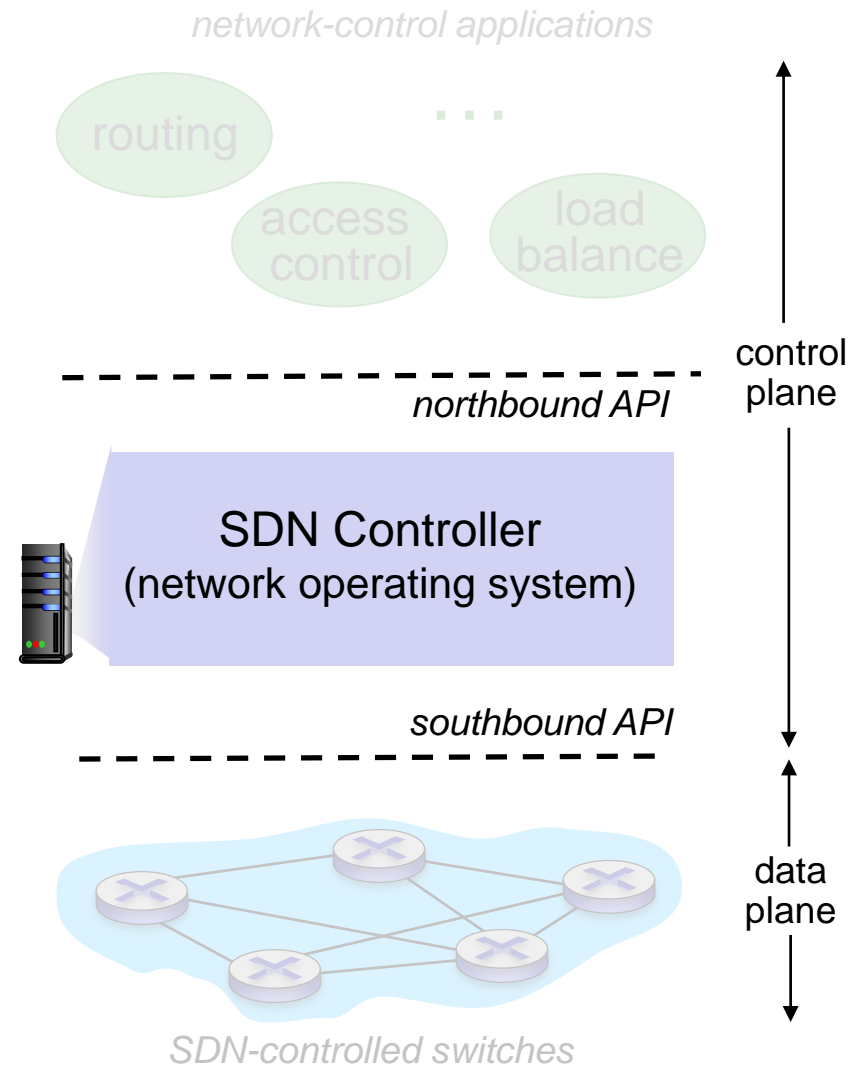 network-control applications
routing
…
access
control
load
balance
control
plane
northbound API
SDN Controller
(network operating system)
southbound API
data
plane
SDN-controlled switches